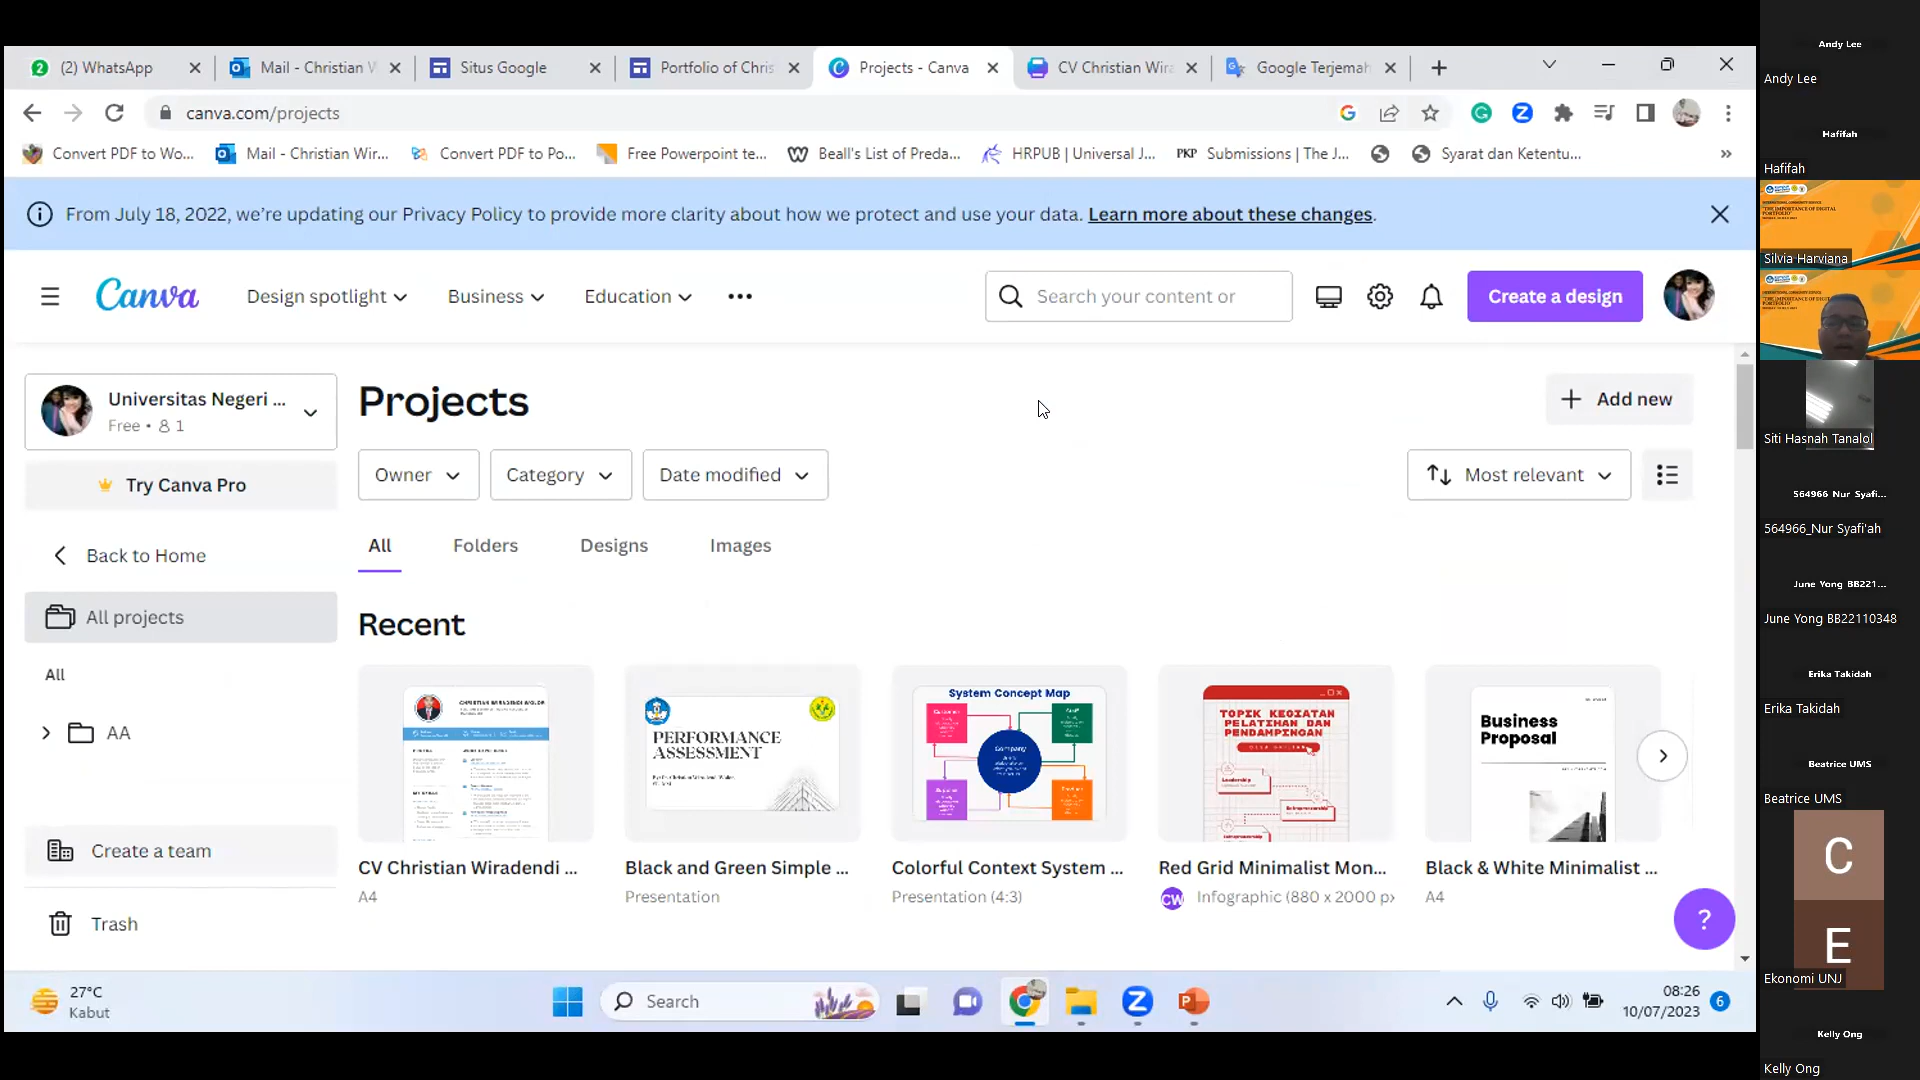 (2) WhatsApp
Mail - Christian W
Situs Google
Portfolio of Chris
Projects - Canva
CV Christian Wira
Google Terjemah
canva.com/projects
Convert PDF to Wo...
Mail - Christian Wir...
Convert PDF to Po...
Free Powerpoint te...
Beall's List of Preda...
HRPUB | Universal J...
PKP Submissions | The J...
Syarat dan Ketentu...
From July 18, 2022, we're updating our Privacy Policy to provide more clarity about how we protect and use your data. Learn more about these changes.
Canva
Design spotlight
Business
Education
Search your content or
Create a design
Universitas Negeri ...
Free • 1
Try Canva Pro
Back to Home
All projects
All
AA
Create a team
Trash
Projects
Add new
Owner
Category
Date modified
Most relevant
All
Folders
Designs
Images
Recent
System Concept Map
Company
PERFORMANCE
ASSESSMENT
TOPIK KEGIATAN
PELATIHAN DAN
PENDAMPINGAN
Business
Proposal
CV Christian Wiradendi ...
A4
Black and Green Simple ...
Presentation
Colorful Context System ...
Presentation (4:3)
Red Grid Minimalist Mon...
CW
Infographic (880 x 2000 px
Black & White Minimalist ...
A4
?
27°C
Kabut
Search
08:26
10/07/2023
6
Andy Lee
Andy Lee
Hafifah
Hafifah
"THE IMPORTANCE OF DIGITAL
PORTFOLIO"
Silvia Harviana
Siti Hasnah Tanalol
564966 Nur Syafi...
564966_Nur Syafi'ah
June Yong BB221...
June Yong BB22110348
Erika Takidah
Erika Takidah
Beatrice UMS
Beatrice UMS
C
E
Ekonomi UNJ
Kelly Ong
Kelly Ong